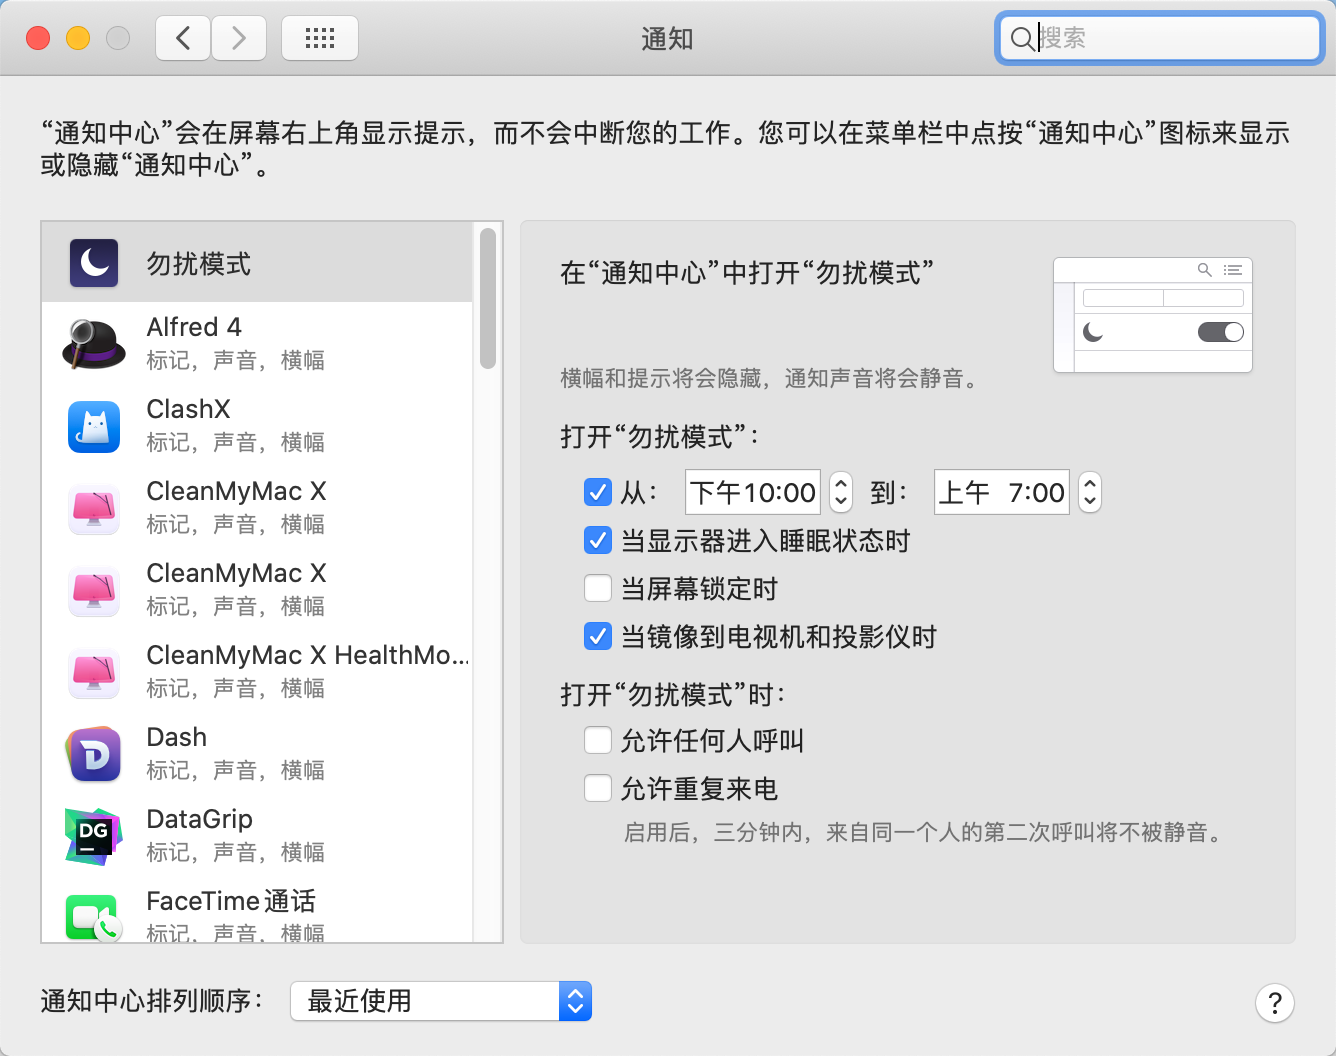 通知
搜索
“通知中心”会在屏幕右上角显示提示，而不会中断您的工作。您可以在菜单栏中点按“通知中心”图标来显示
或隐藏“通知中心”。
勿扰模式
Alfred 4
标记，声音，横幅
ClashX
标记，声音，横幅
CleanMyMac X
标记，声音，横幅
CleanMyMac X
标记，声音，横幅
CleanMyMac X HealthMo...
标记，声音，横幅
Dash
标记，声音，横幅
DG
DataGrip
标记，声音，横幅
FaceTime通话
标记，声音，横幅
在“通知中心”中打开“勿扰模式”
横幅和提示将会隐藏，通知声音将会静音。
打开“勿扰模式”：
从： 下午10:00 到： 上午 7:00
当显示器进入睡眠状态时
当屏幕锁定时
当镜像到电视机和投影仪时
打开“勿扰模式”时：
允许任何人呼叫
允许重复来电
启用后，三分钟内，来自同一个人的第二次呼叫将不被静音。
通知中心排列顺序： 最近使用
?